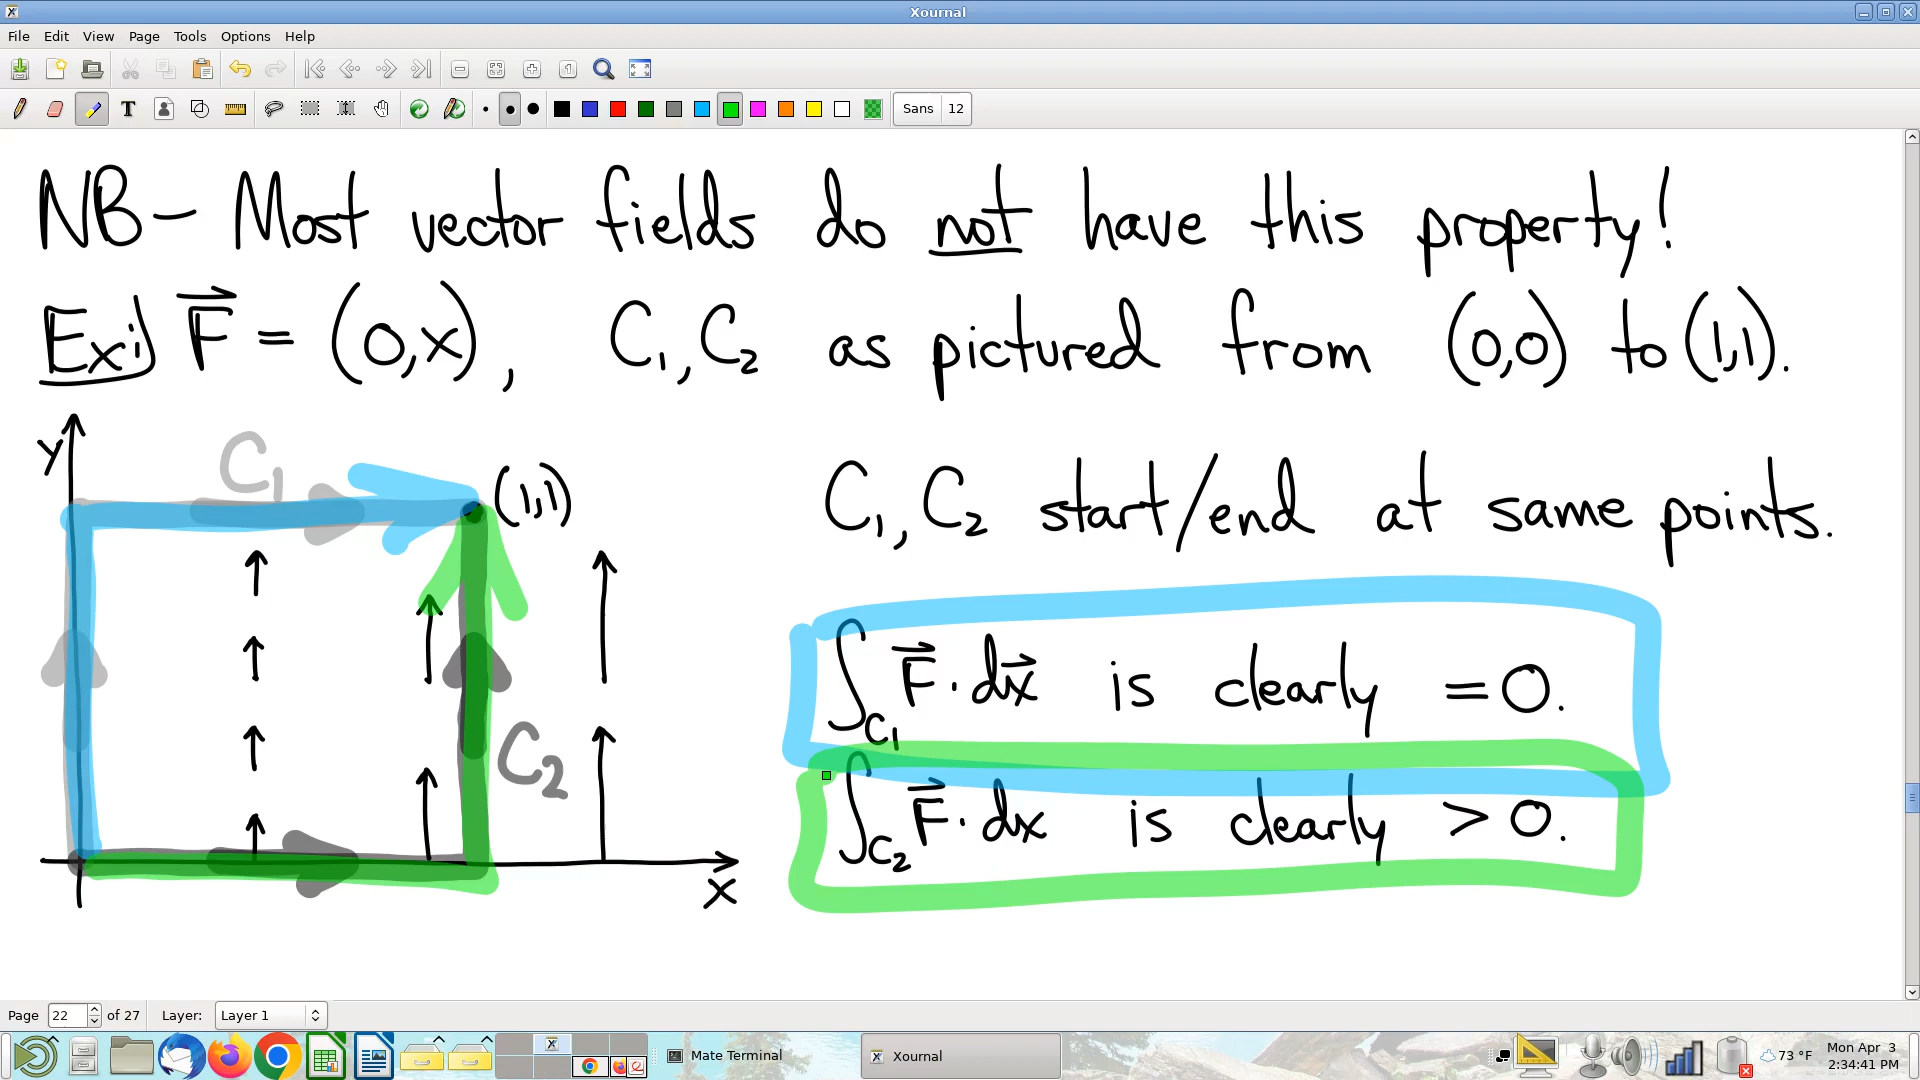 Xournal
File Edit View Page Tools Options Help
Sans 12
NB— Most vector fields do not have this property!
Ex:) F⃗ = (0,x), C₁,C₂ as pictured from (0,0) to (1,1).
y
C₁
(1,1)
C₁,C₂ start/end at same points.
∫_C₁ F⃗·dx⃗ is clearly =0.
C₂
∫_C₂ F⃗·dx is clearly >0.
x
Page 22 of 27 Layer: Layer 1
Mate Terminal Xournal 73 °F Mon Apr 3
2:34:41 PM